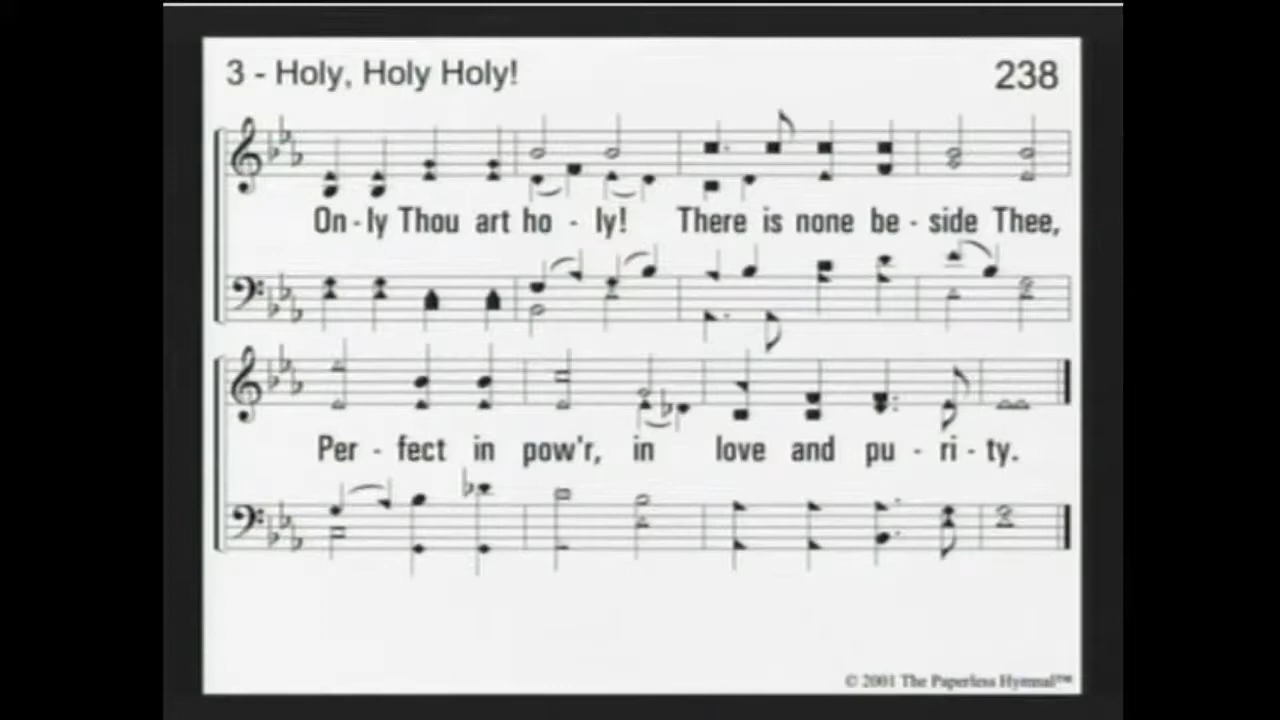 3 - Holy, Holy Holy!
238
On - ly Thou art ho - ly! There is none be - side Thee,
Per - fect in pow'r, in love and pu - ri - ty.
© 2001 The Paperless Hymnal™